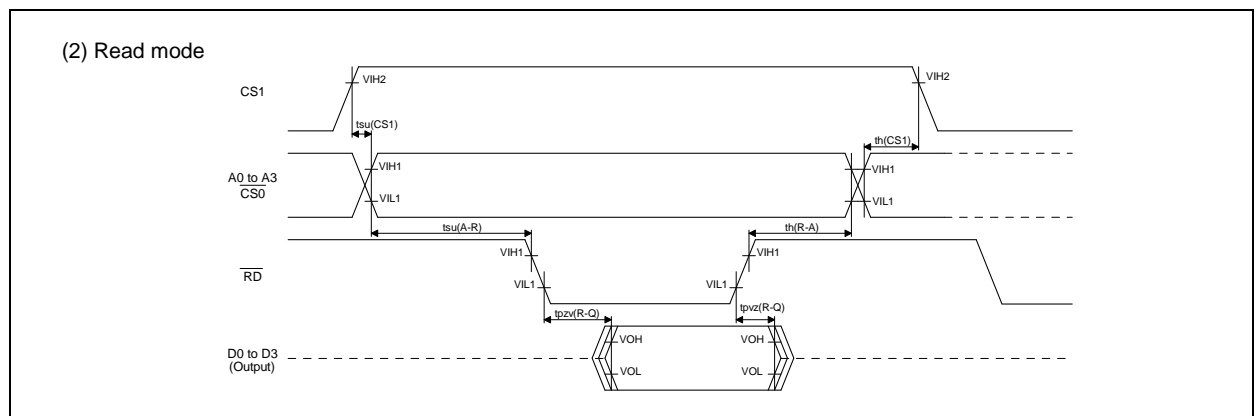 (2) Read mode
VIH2
VIH2
CS1
tsu(CS1)
th(CS1)
A0 to A3
CS0
VIH1
VIH1
VIL1
VIL1
tsu(A-R)
th(R-A)
VIH1
VIH1
RD
VIL1
VIL1
tpzv(R-Q)
tpvz(R-Q)
D0 to D3
(Output)
VOH
VOH
VOL
VOL